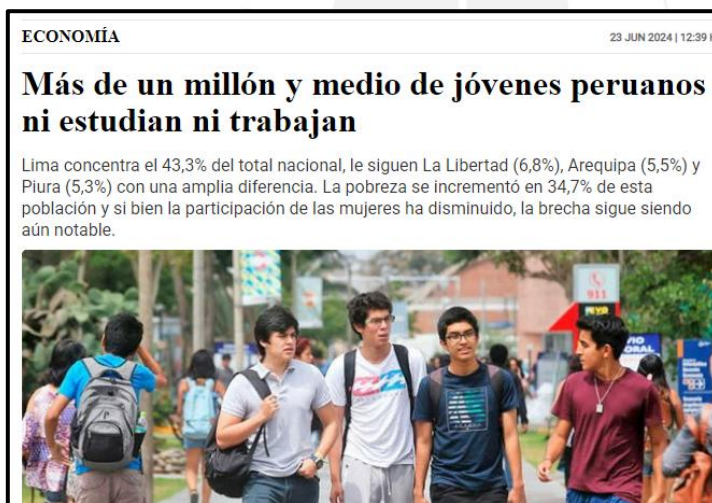 ECONOMÍA
23 JUN 2024 | 12:39
Más de un millón y medio de jóvenes peruanos
ni estudian ni trabajan
Lima concentra el 43,3% del total nacional, le siguen La Libertad (6,8%), Arequipa (5,5%) y
Piura (5,3%) con una amplia diferencia. La pobreza se incrementó en 34,7% de esta
población y si bien la participación de las mujeres ha disminuido, la brecha sigue siendo
aún notable.
911